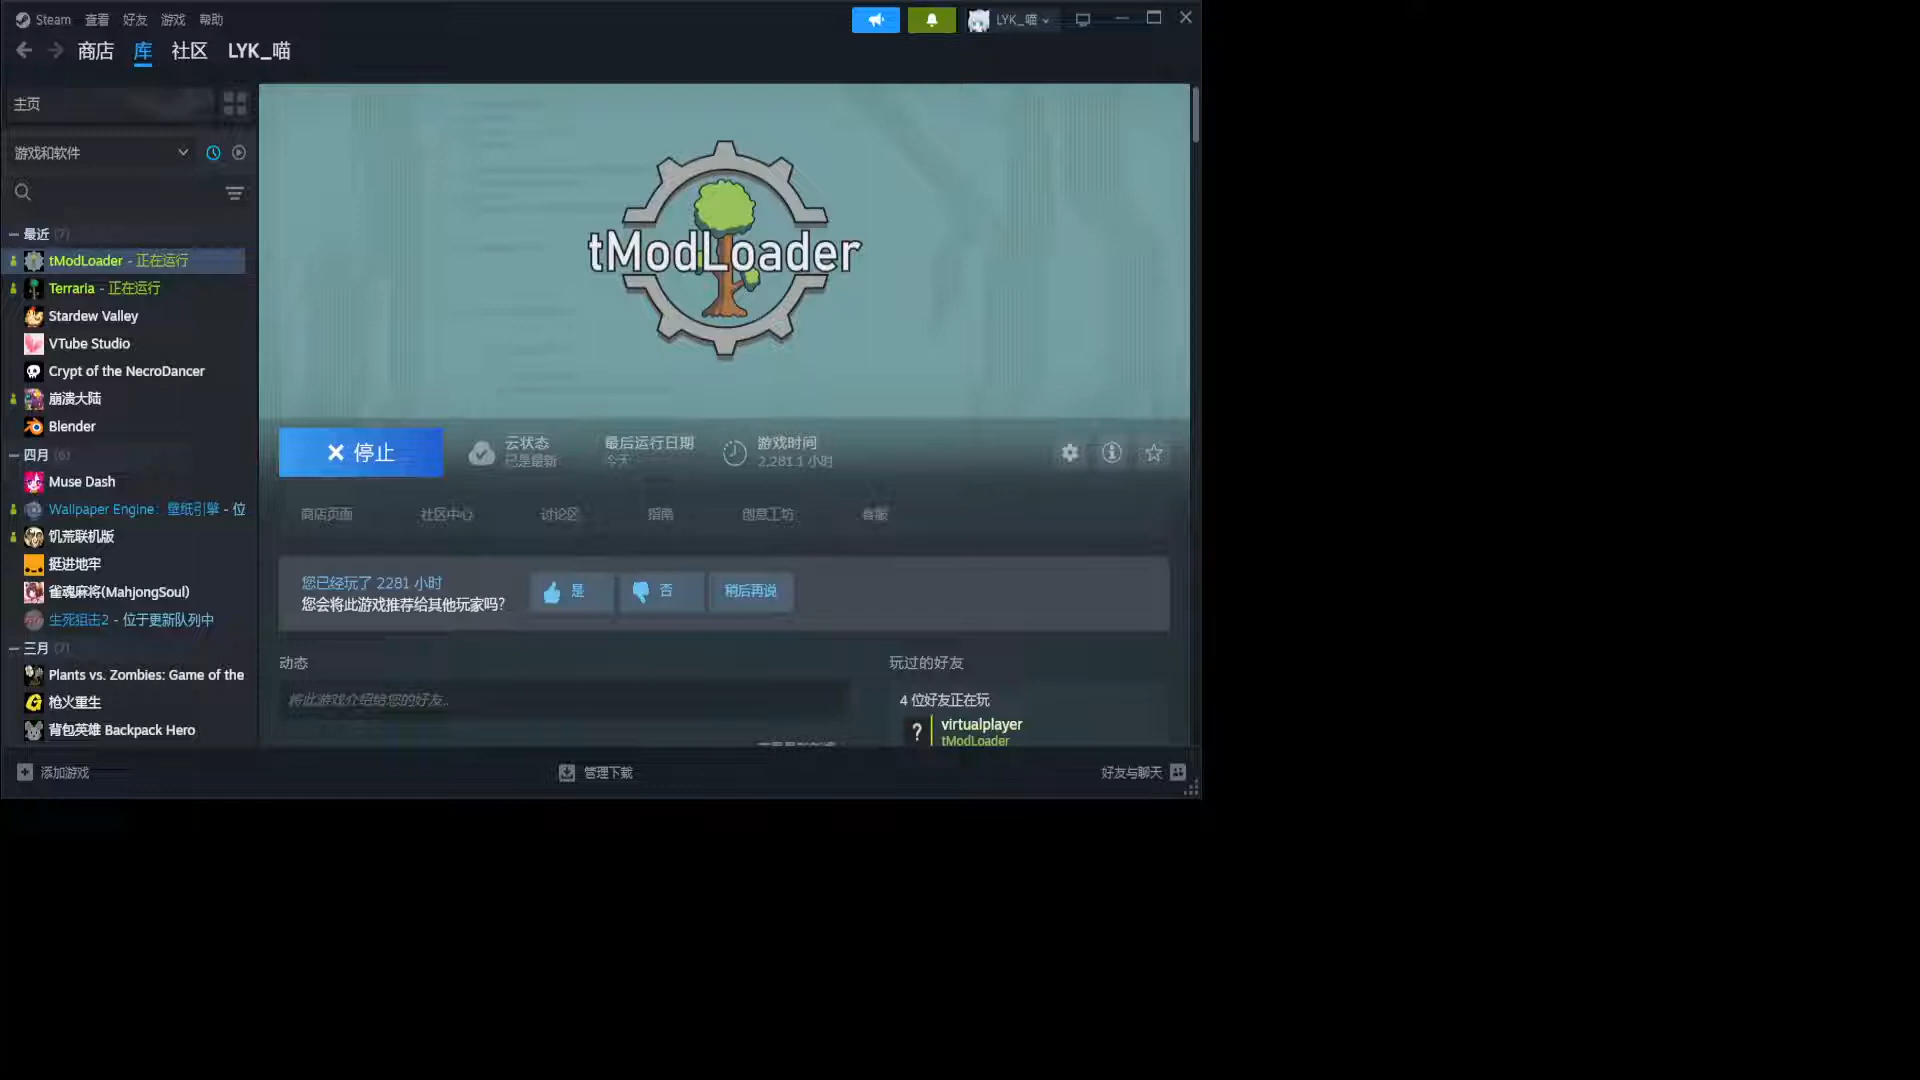 Steam 查看 好友 游戏 帮助
LYK_喵
商店 库 社区 LYK_喵
主页
游戏和软件
最近 (7)
tModLoader - 正在运行
Terraria - 正在运行
Stardew Valley
VTube Studio
Crypt of the NecroDancer
崩溃大陆
Blender
四月 (6)
Muse Dash
Wallpaper Engine：壁纸引擎 - 位
饥荒联机版
挺进地牢
雀魂麻将(MahjongSoul)
生死狙击2 - 位于更新队列中
三月 (7)
Plants vs. Zombies: Game of the
枪火重生
背包英雄 Backpack Hero
添加游戏
tModLoader
停止
云状态
已是最新
最后运行日期
今天
游戏时间
2,281.1 小时
商店页面 社区中心 讨论区 指南 创意工坊 客服
您已经玩了 2281 小时
您会将此游戏推荐给其他玩家吗?
是 否 稍后再说
动态
将此游戏介绍给您的好友...
玩过的好友
4 位好友正在玩
virtualplayer
tModLoader
管理下载
好友与聊天